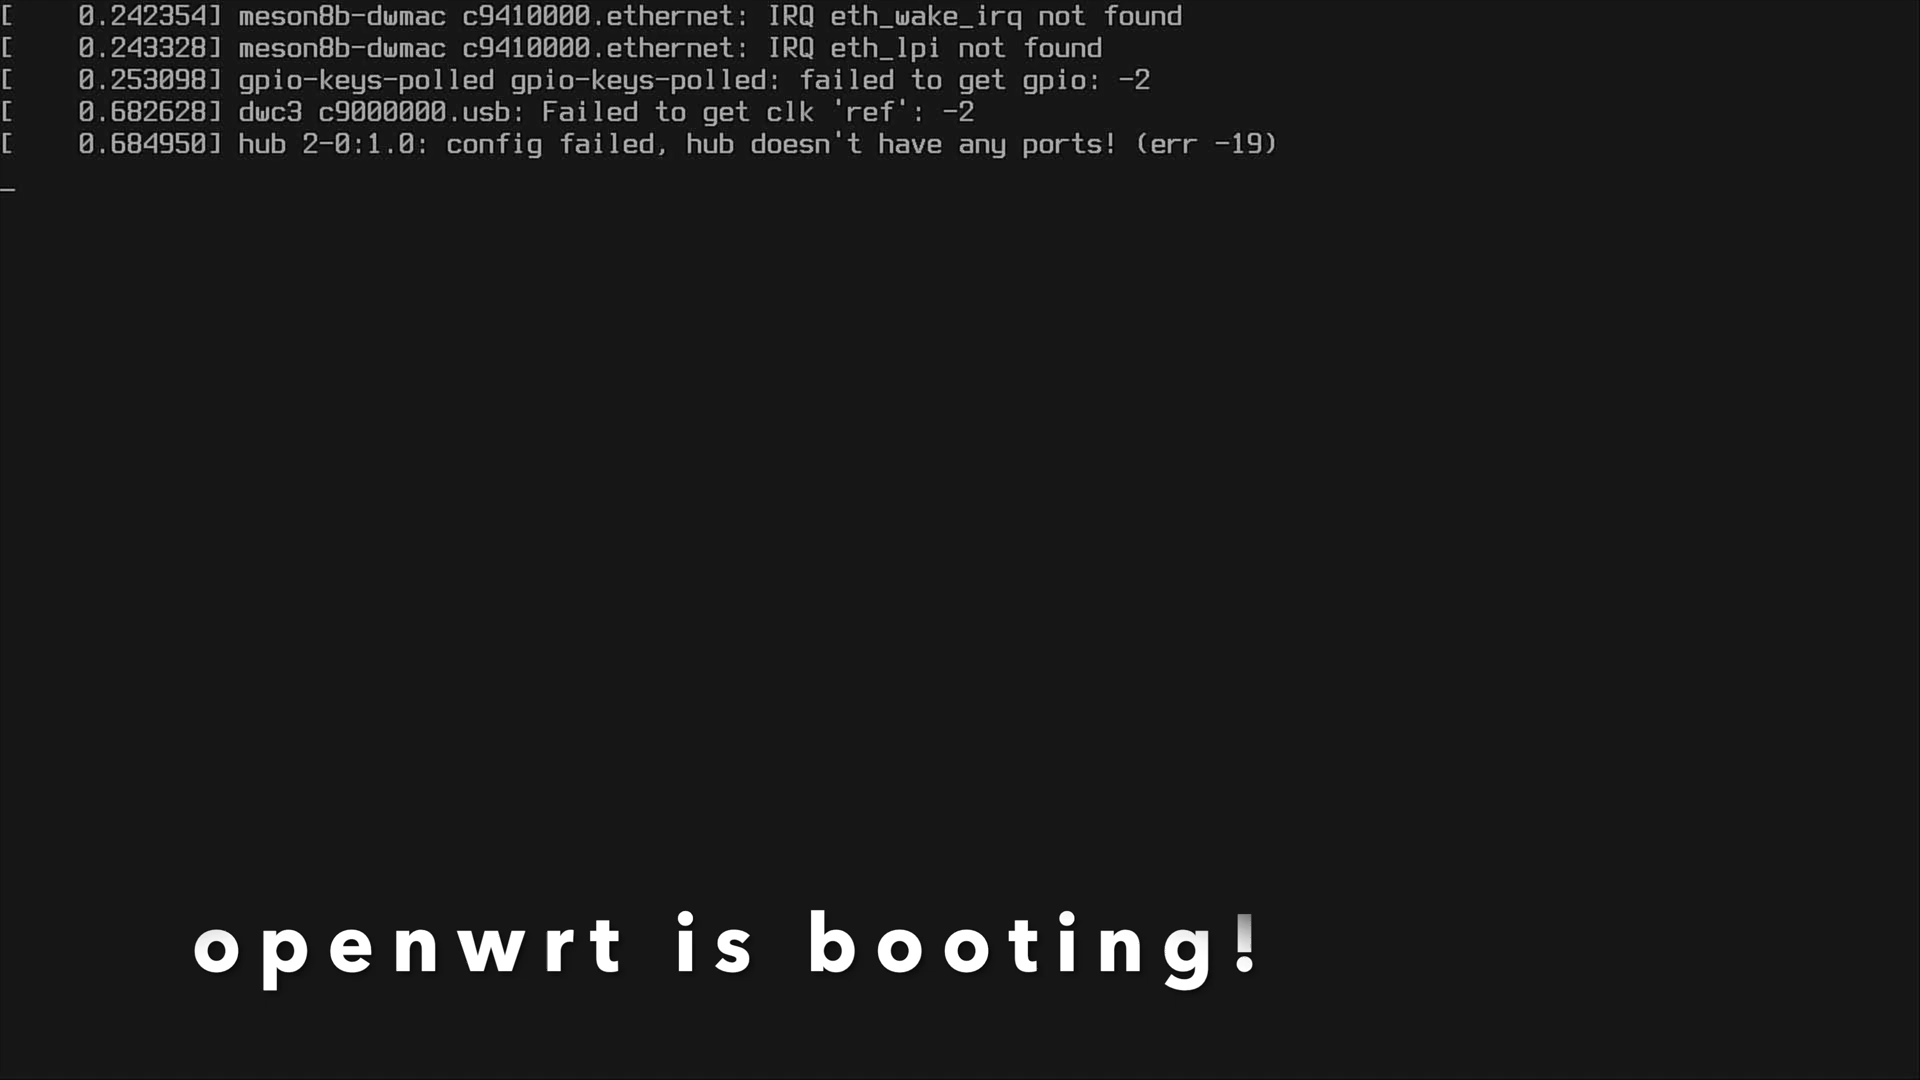 [    0.242354] meson8b-dwmac c9410000.ethernet: IRQ eth_wake_irq not found
[    0.243328] meson8b-dwmac c9410000.ethernet: IRQ eth_lpi not found
[    0.253098] gpio-keys-polled gpio-keys-polled: failed to get gpio: -2
[    0.682628] dwc3 c9000000.usb: Failed to get clk 'ref': -2
[    0.684950] hub 2-0:1.0: config failed, hub doesn't have any ports! (err -19)
_
openwrt is booting!